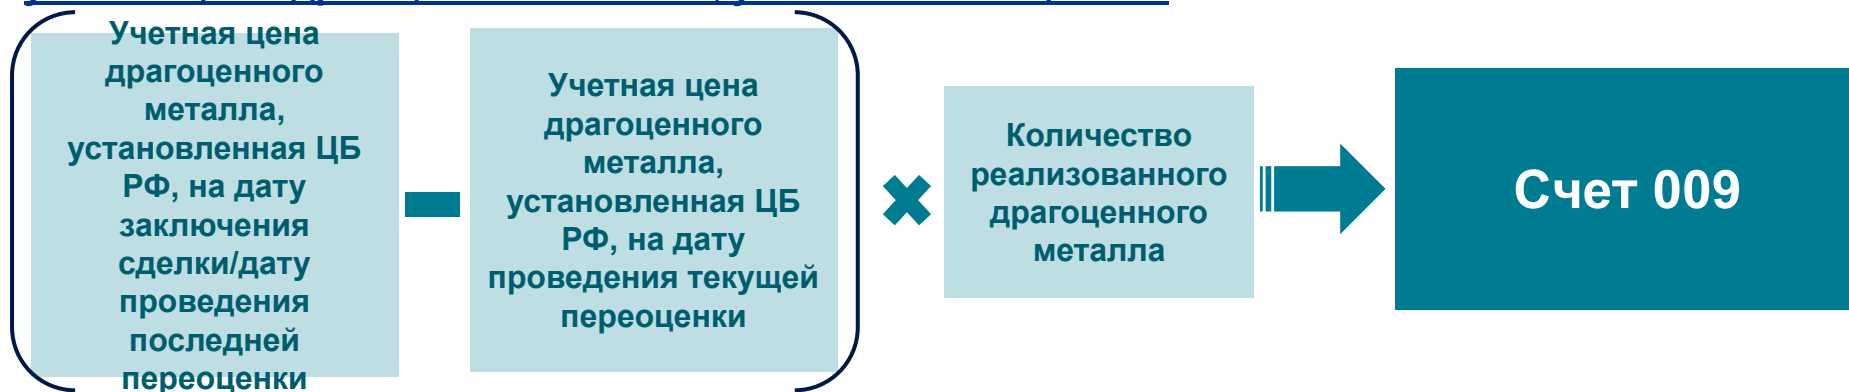 Учетная цена
драгоценного
металла,
установленная ЦБ
РФ, на дату
заключения
сделки/дату
проведения
последней
переоценки
Учетная цена
драгоценного
металла,
установленная ЦБ
РФ, на дату
проведения текущей
переоценки
Количество
реализованного
драгоценного
металла
Счет 009